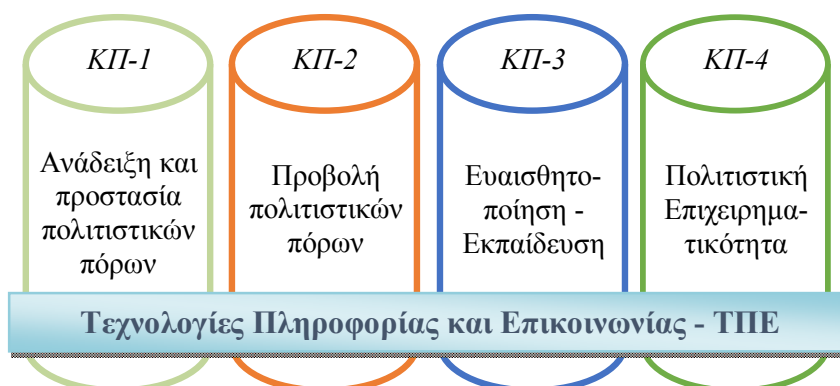 ΚΠ-1
Ανάδειξη και
προστασία
πολιτιστικών
πόρων
ΚΠ-2
Προβολή
πολιτιστικών
πόρων
ΚΠ-3
Ευαισθητο-
ποίηση -
Εκπαίδευση
ΚΠ-4
Πολιτιστική
Επιχειρημα-
τικότητα
Τεχνολογίες Πληροφορίας και Επικοινωνίας - ΤΠΕ